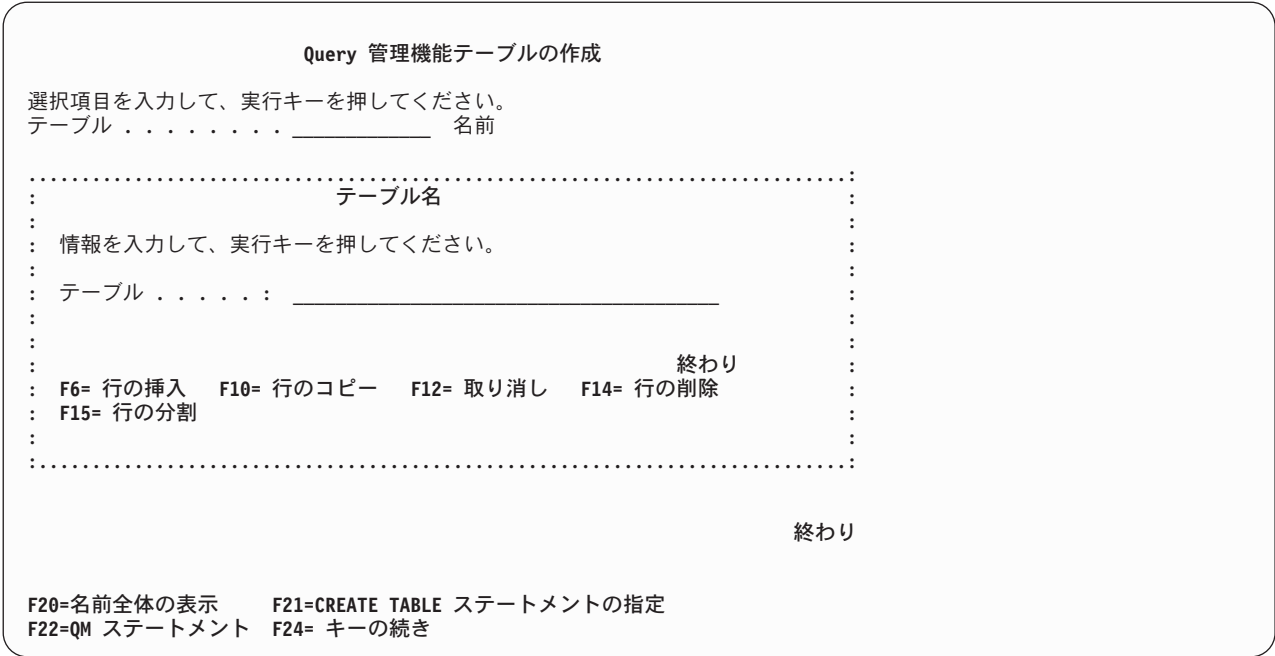 Query 管理機能テーブルの作成
選択項目を入力して、実行キーを押してください。
テーブル . . . . . . . . _____________ 名前
.............................................................................:
: テーブル名 :
: :
: 情報を入力して、実行キーを押してください。 :
: :
: テーブル . . . . . : ________________________________________ :
: :
: :
: 終わり :
: F6= 行の挿入 F10= 行のコピー F12= 取り消し F14= 行の削除 :
: F15= 行の分割 :
: :
:............................................................................:
終わり
F20=名前全体の表示 F21=CREATE TABLE ステートメントの指定
F22=QM ステートメント F24= キーの続き